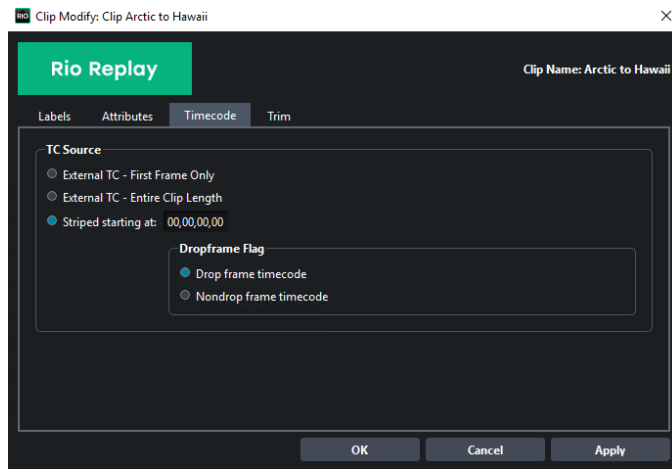 RIO Clip Modify: Clip Arctic to Hawaii
Rio Replay
Clip Name: Arctic to Hawaii
Labels Attributes Timecode Trim
TC Source
External TC - First Frame Only
External TC - Entire Clip Length
Striped starting at: 00,00,00,00
Dropframe Flag
Drop frame timecode
Nondrop frame timecode
OK Cancel Apply